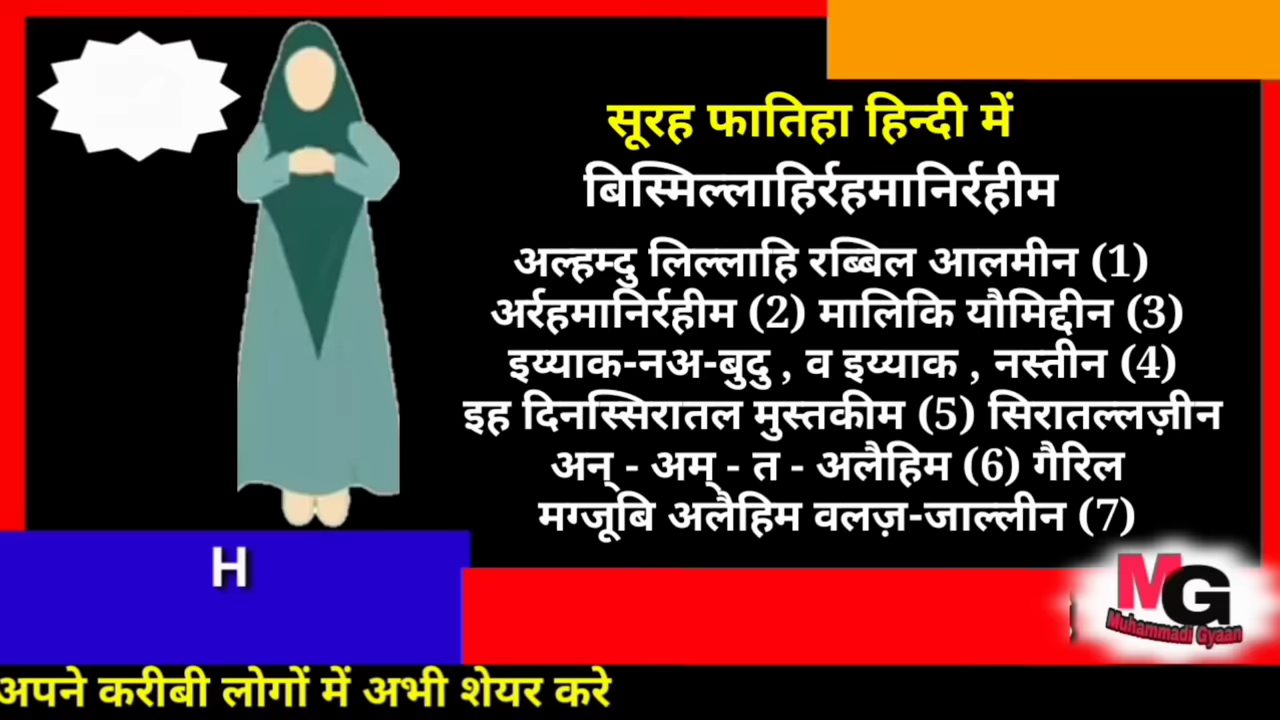 सूरह फातिहा हिन्दी में
बिस्मिल्लाहिर्रहमानिर्रहीम
अल्हम्दु लिल्लाहि रब्बिल आलमीन (1)
अर्रहमानिर्रहीम (2) मालिकि यौमिद्दीन (3)
इय्याक-नअ-बुदु , व इय्याक , नस्तीन (4)
इह दिनस्सिरातल मुस्तकीम (5) सिरातल्लज़ीन
अन् - अम् - त - अलैहिम (6) गैरिल
मग्जूबि अलैहिम वलज़-जाल्लीन (7)
H
MG
Muhammadi Gyaan
अपने करीबी लोगों में अभी शेयर करे